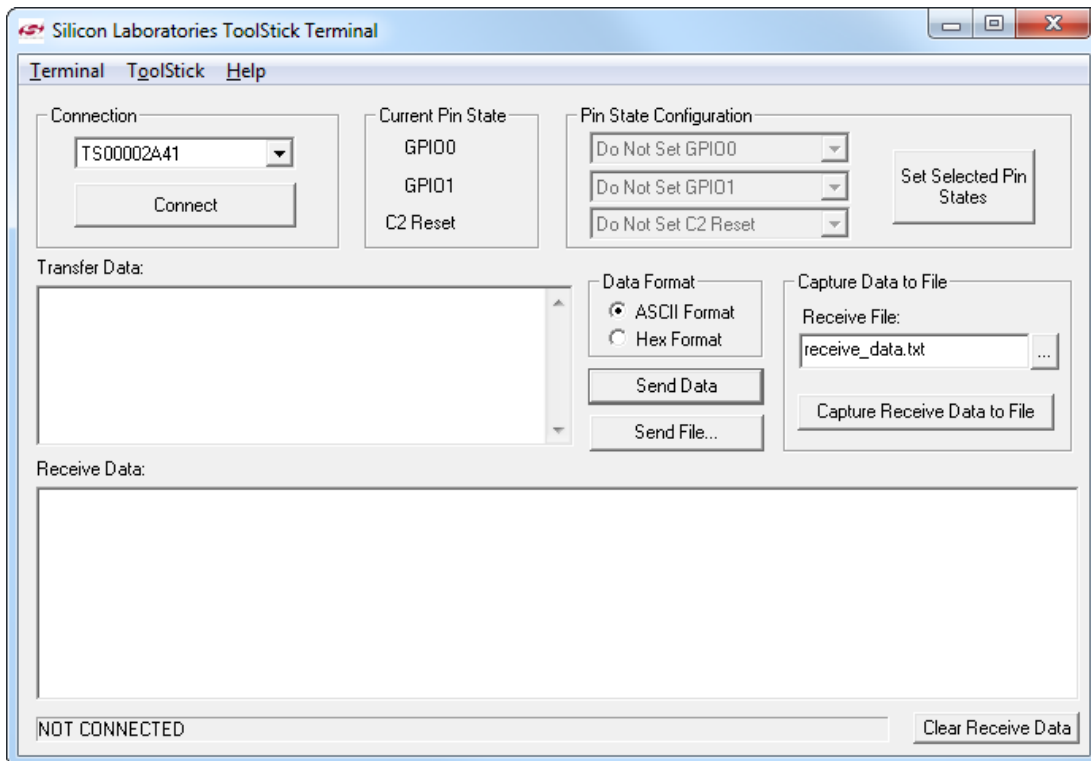 Silicon Laboratories ToolStick Terminal
Terminal ToolStick Help
Connection
TS00002A41
Connect
Current Pin State
GPIO0
GPIO1
C2 Reset
Pin State Configuration
Do Not Set GPIO0
Do Not Set GPIO1
Do Not Set C2 Reset
Set Selected Pin
States
Transfer Data:
Data Format
ASCII Format
Hex Format
Send Data
Send File...
Capture Data to File
Receive File:
receive_data.txt
...
Capture Receive Data to File
Receive Data:
NOT CONNECTED
Clear Receive Data